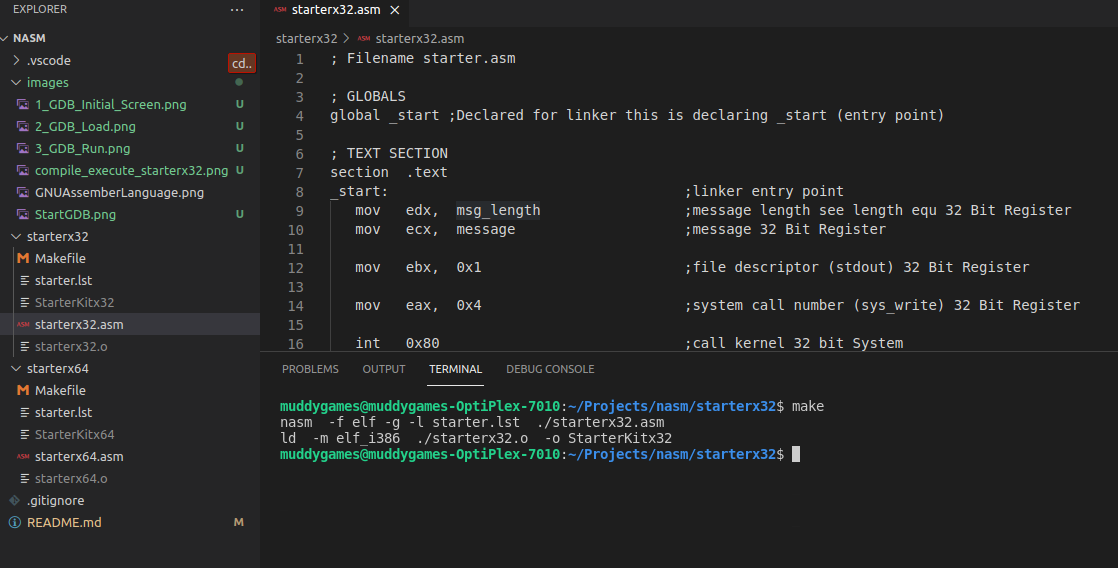 EXPLORER ···
NASM
.vscode
cd..
images
1_GDB_Initial_Screen.png U
2_GDB_Load.png U
3_GDB_Run.png U
compile_execute_starterx32.png U
GNUAssemberLanguage.png
StartGDB.png U
starterx32
M Makefile
starter.lst
StarterKitx32
ASM starterx32.asm
starterx32.o
starterx64
M Makefile
starter.lst
StarterKitx64
ASM starterx64.asm
starterx64.o
.gitignore
README.md M
ASM starterx32.asm ×
starterx32 > ASM starterx32.asm
1 ; Filename starter.asm
2
3 ; GLOBALS
4 global _start ;Declared for linker this is declaring _start (entry point)
5
6 ; TEXT SECTION
7 section .text
8 _start: ;linker entry point
9 mov edx, msg_length ;message length see length equ 32 Bit Register
10 mov ecx, message ;message 32 Bit Register
11
12 mov ebx, 0x1 ;file descriptor (stdout) 32 Bit Register
13
14 mov eax, 0x4 ;system call number (sys_write) 32 Bit Register
15
16 int 0x80 ;call kernel 32 bit System
PROBLEMS OUTPUT TERMINAL DEBUG CONSOLE
muddygames@muddygames-OptiPlex-7010:~/Projects/nasm/starterx32$ make
nasm -f elf -g -l starter.lst ./starterx32.asm
ld -m elf_i386 ./starterx32.o -o StarterKitx32
muddygames@muddygames-OptiPlex-7010:~/Projects/nasm/starterx32$